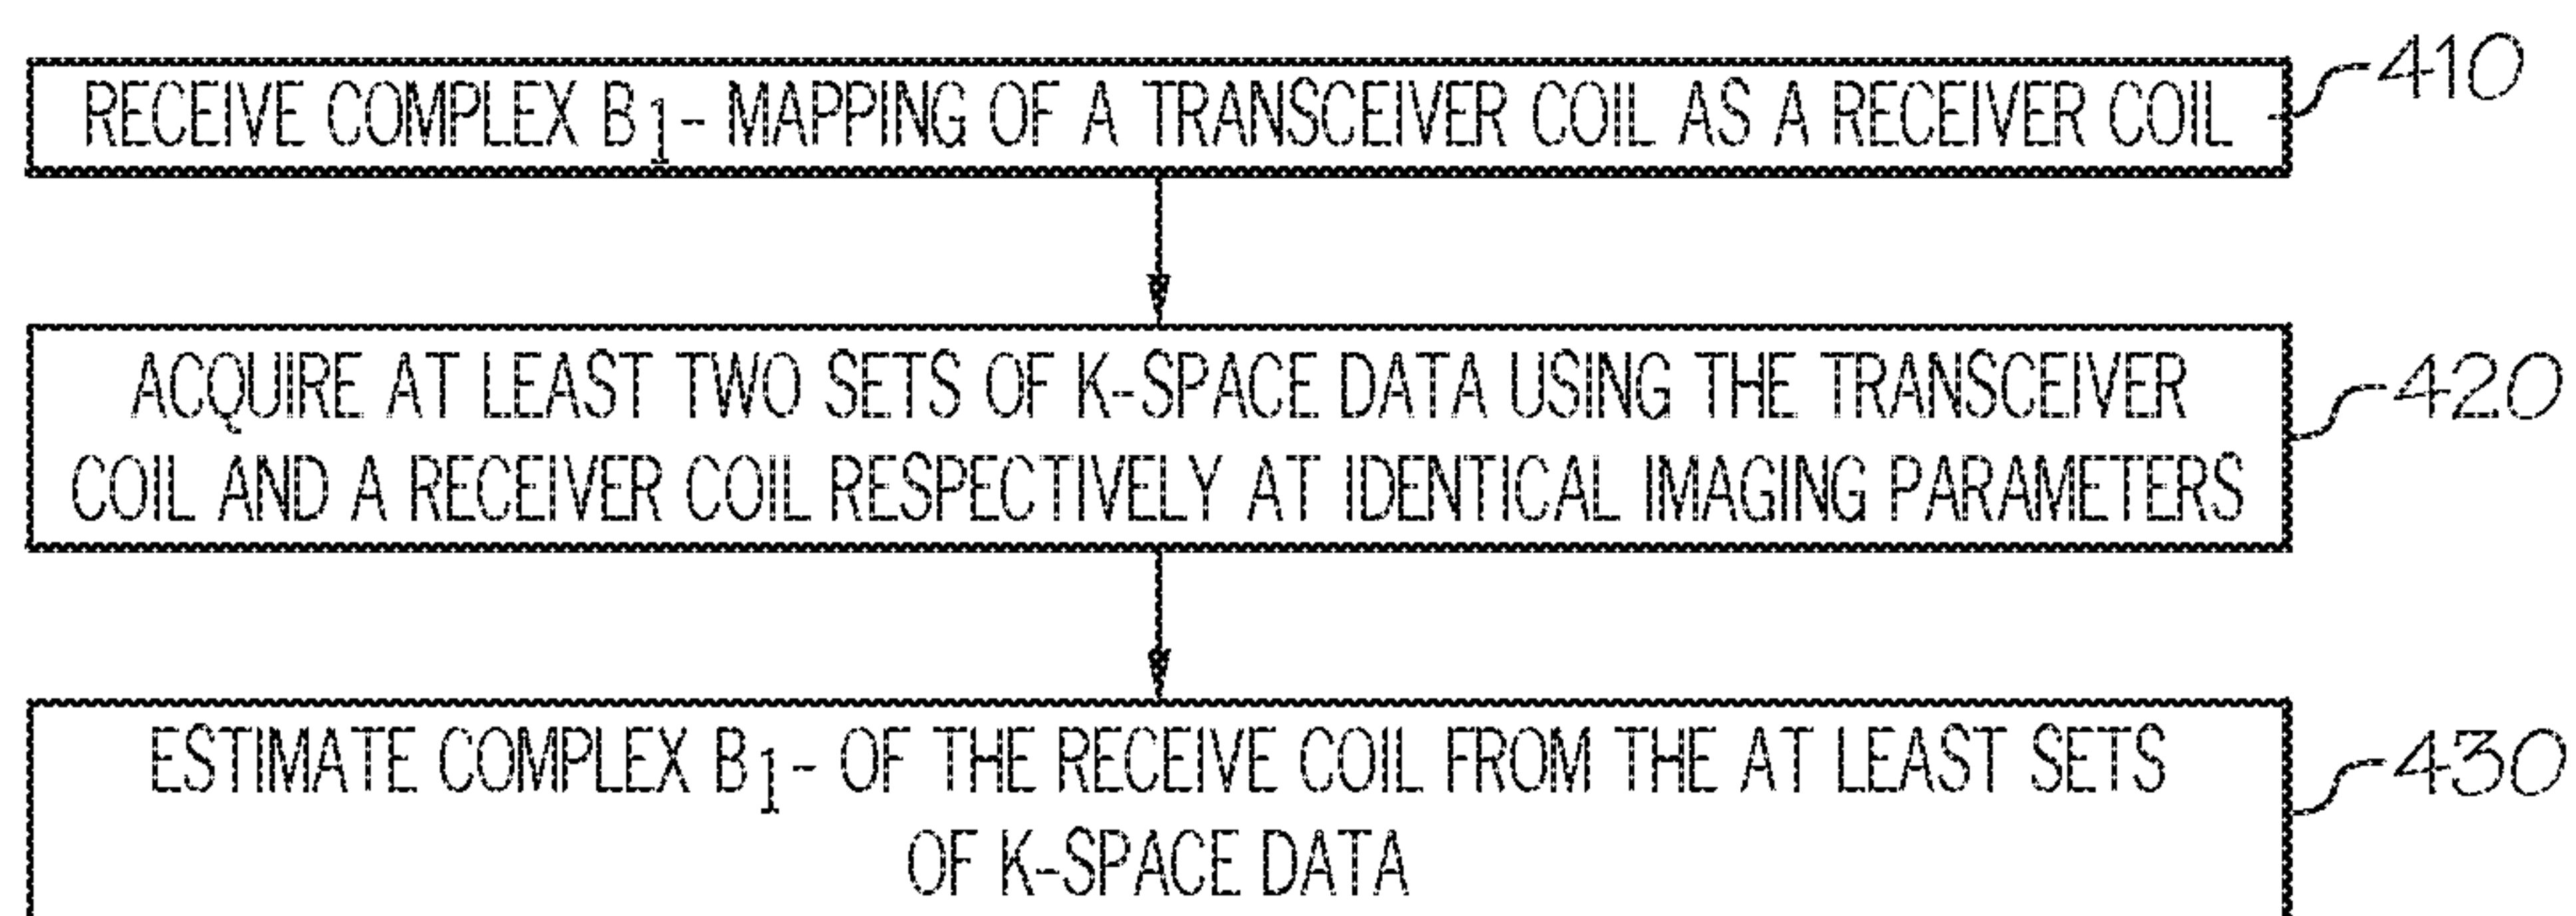 RECEIVE COMPLEX B1- MAPPING OF A TRANSCEIVER COIL AS A RECEIVER COIL
410
ACQUIRE AT LEAST TWO SETS OF K-SPACE DATA USING THE TRANSCEIVER
COIL AND A RECEIVER COIL RESPECTIVELY AT IDENTICAL IMAGING PARAMETERS
420
ESTIMATE COMPLEX B1- OF THE RECEIVE COIL FROM THE AT LEAST SETS
OF K-SPACE DATA
430